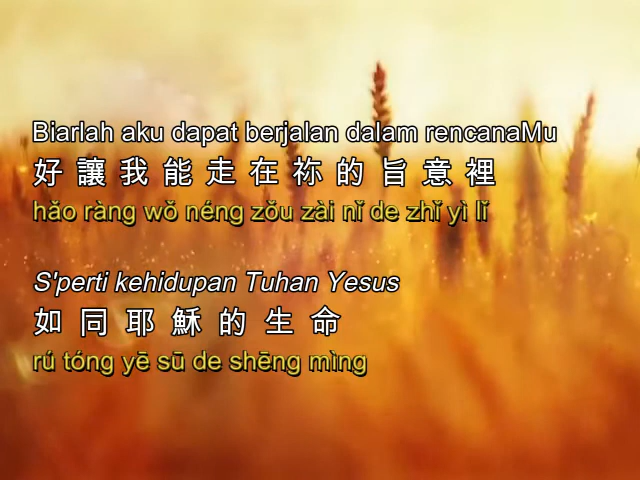 Biarlah aku dapat berjalan dalam rencanaMu
好讓我能走在祢的旨意裡
hǎo ràng wǒ néng zǒu zài nǐ de zhǐ yì lǐ
S'perti kehidupan Tuhan Yesus
如同耶穌的生命
rú tóng yē sū de shēng mìng